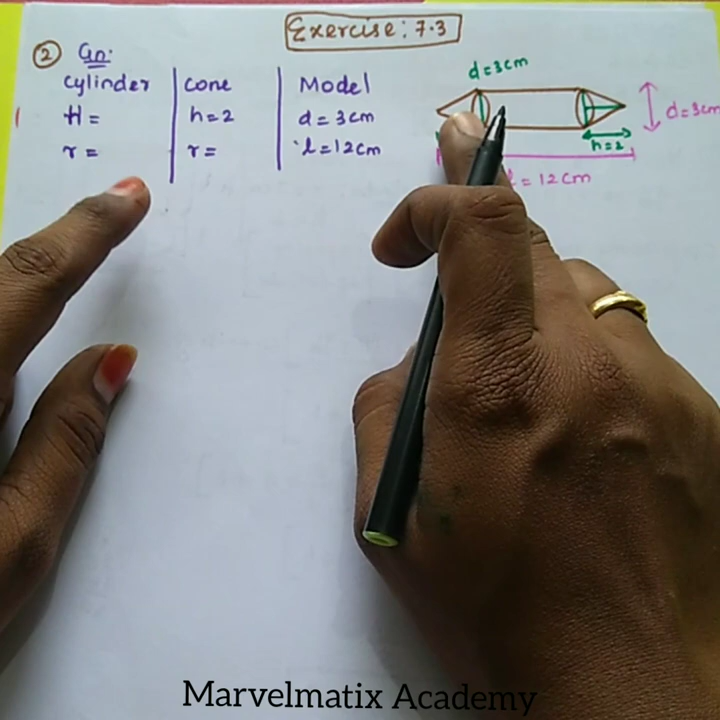 Exercise: 7.3
② Gn:
Cylinder | Cone | Model
H = | h = 2 | d = 3cm
r = | r = | l = 12cm
d = 3cm
d = 3cm
h = 2
= 12 cm
Marvelmatix Academy